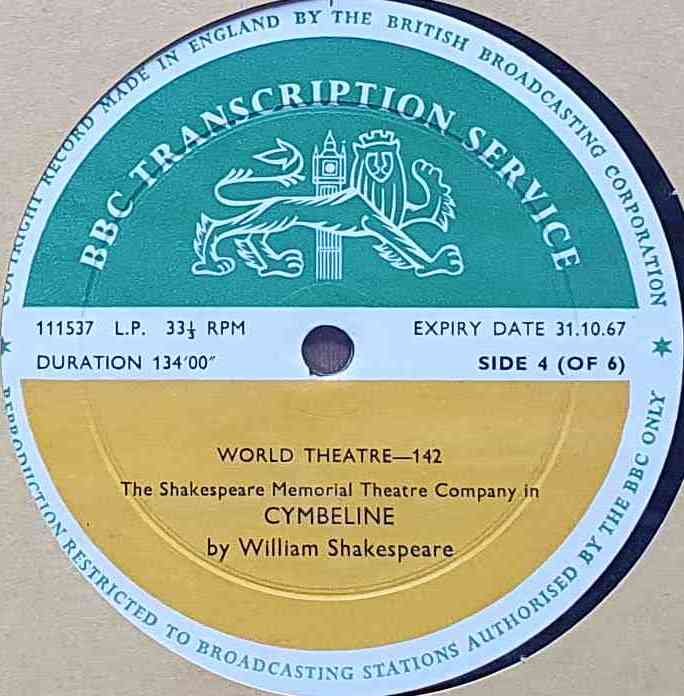 COPYRIGHT RECORD MADE IN ENGLAND BY THE BRITISH BROADCASTING CORPORATION
BBC TRANSCRIPTION SERVICE
111537 L.P. 33⅓ RPM
EXPIRY DATE 31.10.67
DURATION 134′00″
SIDE 4 (OF 6)
WORLD THEATRE—142
The Shakespeare Memorial Theatre Company in
CYMBELINE
by William Shakespeare
REPRODUCTION RESTRICTED TO BROADCASTING STATIONS AUTHORISED BY THE BBC ONLY